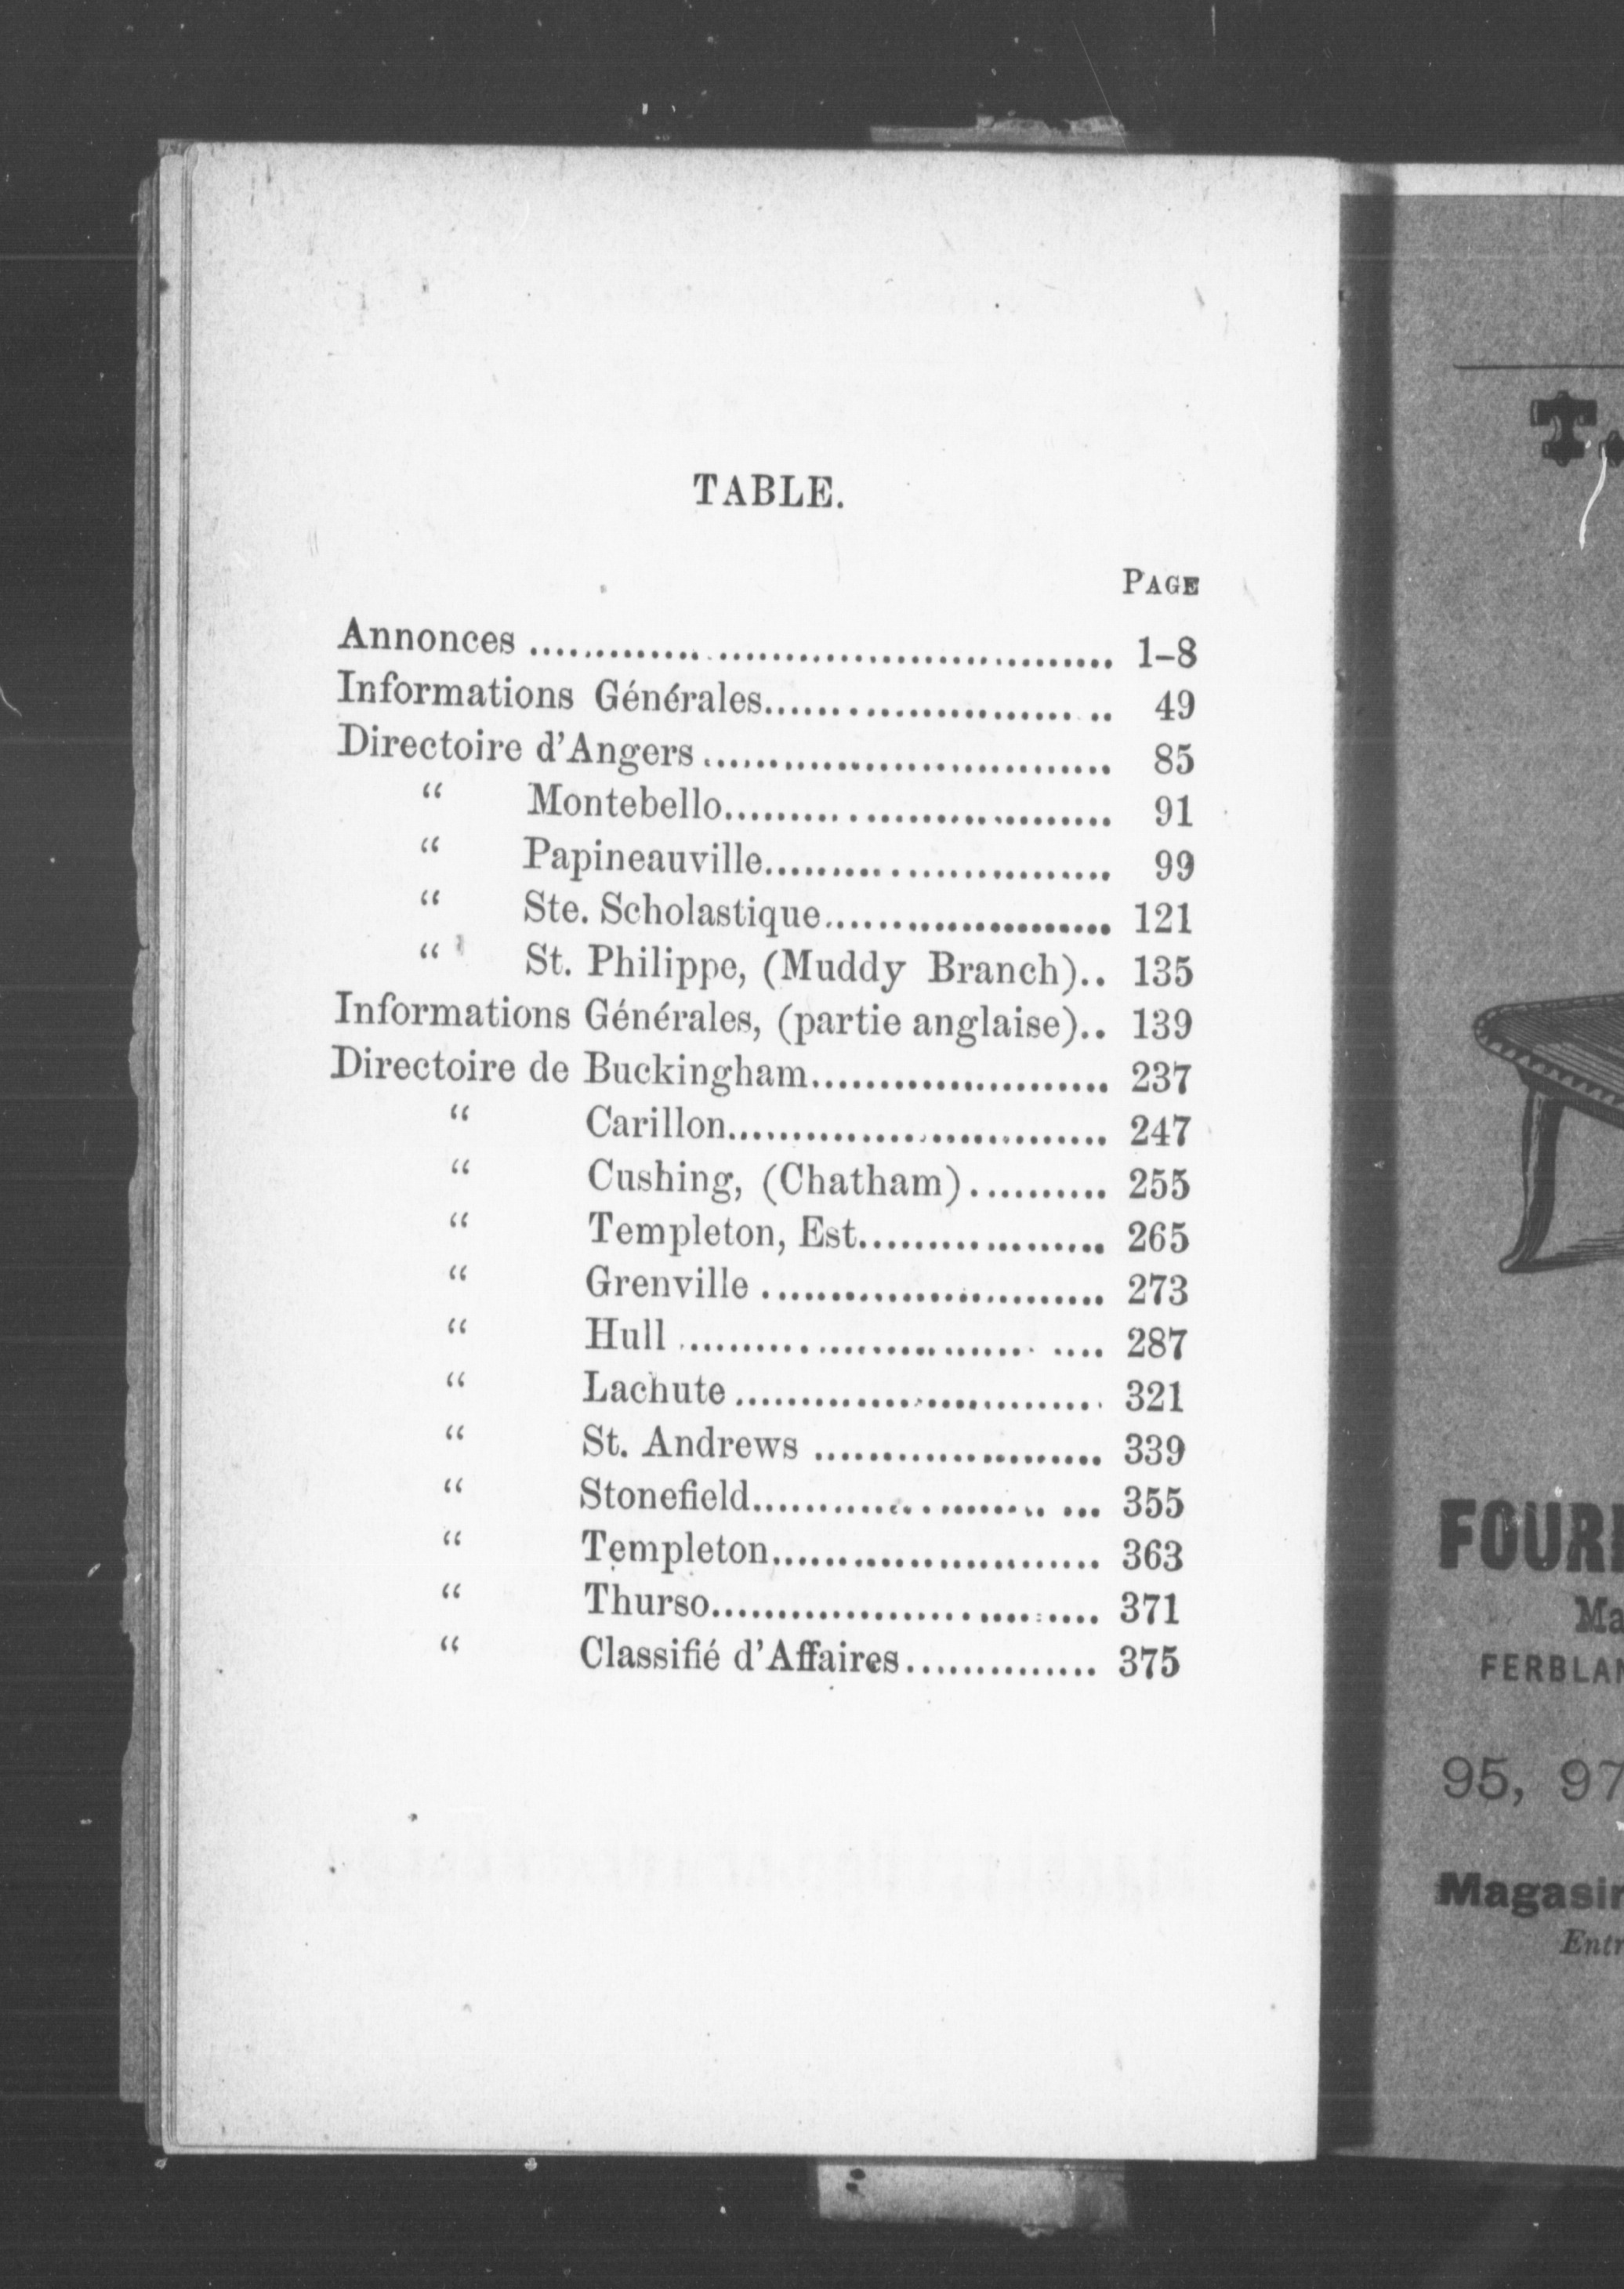 TABLE.
PAGE
Annonces ........................................ 1-8
Informations Générales......................... 49
Directoire d'Angers.............................. 85
“ Montebello............................. 91
“ Papineauville.......................... 99
“ Ste. Scholastique..................... 121
“ St. Philippe, (Muddy Branch).. 135
Informations Générales, (partie anglaise).. 139
Directoire de Buckingham...................... 237
“ Carillon............................ 247
“ Cushing, (Chatham).......... 255
“ Templeton, Est.................. 265
“ Grenville ......................... 273
“ Hull ............................... 287
“ Lachute ........................... 321
“ St. Andrews ..................... 339
“ Stonefield......................... 355
“ Templeton........................ 363
“ Thurso............................. 371
“ Classifié d'Affaires.............. 375
T.
95, 97